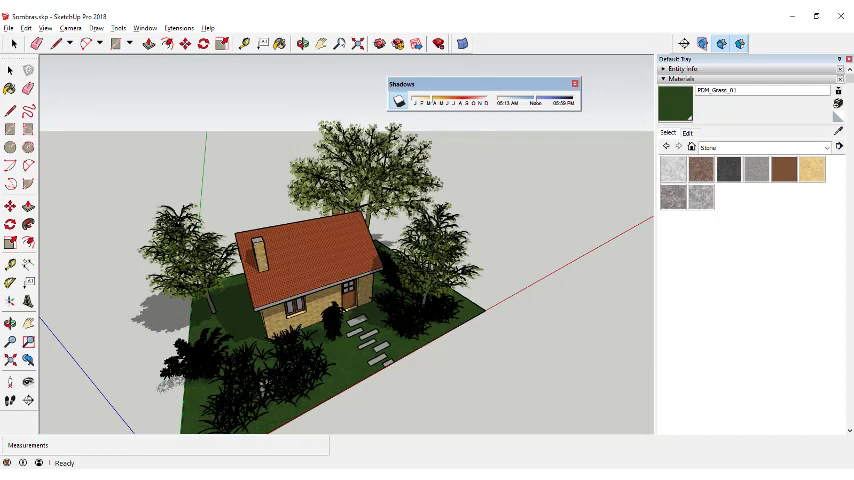 Sombras.skp - SketchUp Pro 2018
File Edit View Camera Draw Tools Window Extensions Help
Default Tray
Entity Info
Materials
PDM_Grass_01
Select Edit
Stone
Shadows
J F M A M J J A S O N D 05:13 AM Noon 05:59 PM
Measurements
Ready